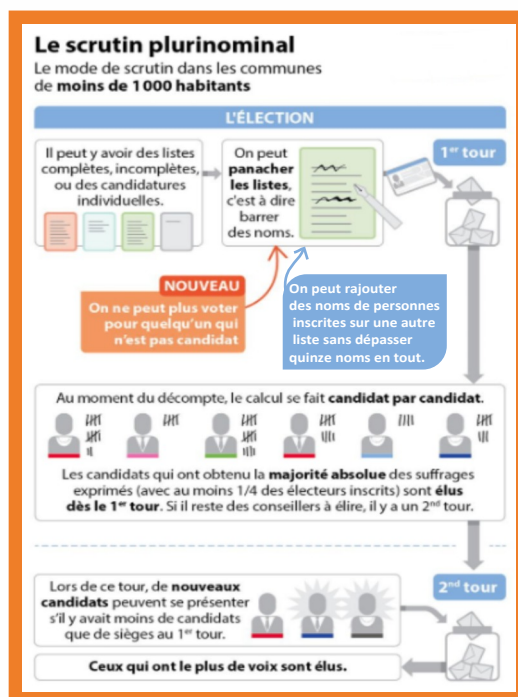 Le scrutin plurinominal
Le mode de scrutin dans les communes
de moins de 1 000 habitants
L'ÉLECTION
Il peut y avoir des listes
complètes, incomplètes,
ou des candidatures
individuelles.
On peut
panacher
les listes,
c'est à dire
barrer
des noms.
1er tour
NOUVEAU
On ne peut plus voter
pour quelqu'un qui
n'est pas candidat
On peut rajouter
des noms de personnes
inscrites sur une autre
liste sans dépasser
quinze noms en tout.
Au moment du décompte, le calcul se fait candidat par candidat.
Les candidats qui ont obtenu la majorité absolue des suffrages
exprimés (avec au moins 1/4 des électeurs inscrits) sont élus
dès le 1er tour. Si il reste des conseillers à élire, il y a un 2nd tour.
2nd tour
Lors de ce tour, de nouveaux
candidats peuvent se présenter
s'il y avait moins de candidats
que de sièges au 1er tour.
Ceux qui ont le plus de voix sont élus.